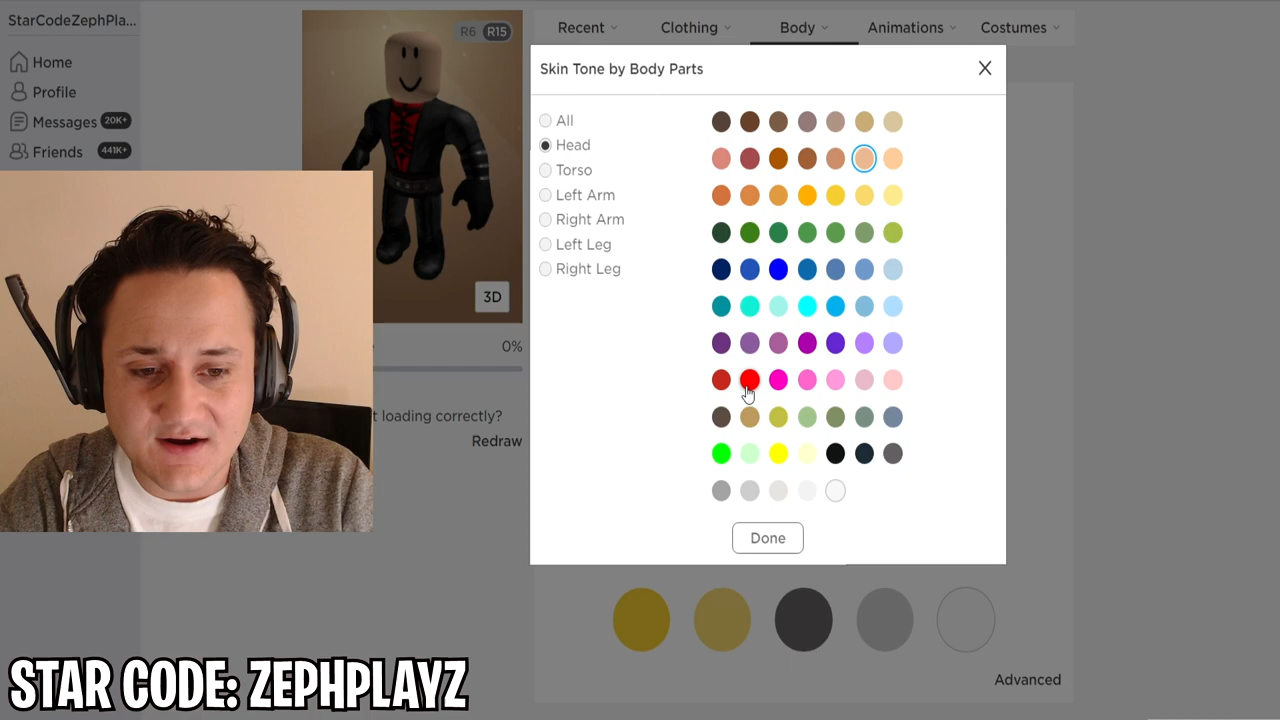 StarCodeZephPla...
Home
Profile
Messages 20K+
Friends 441K+
R6 R15
3D
0%
t loading correctly?
Redraw
Recent
Clothing
Body
Animations
Costumes
Skin Tone by Body Parts
All
Head
Torso
Left Arm
Right Arm
Left Leg
Right Leg
Done
Advanced
STAR CODE: ZEPHPLAYZ